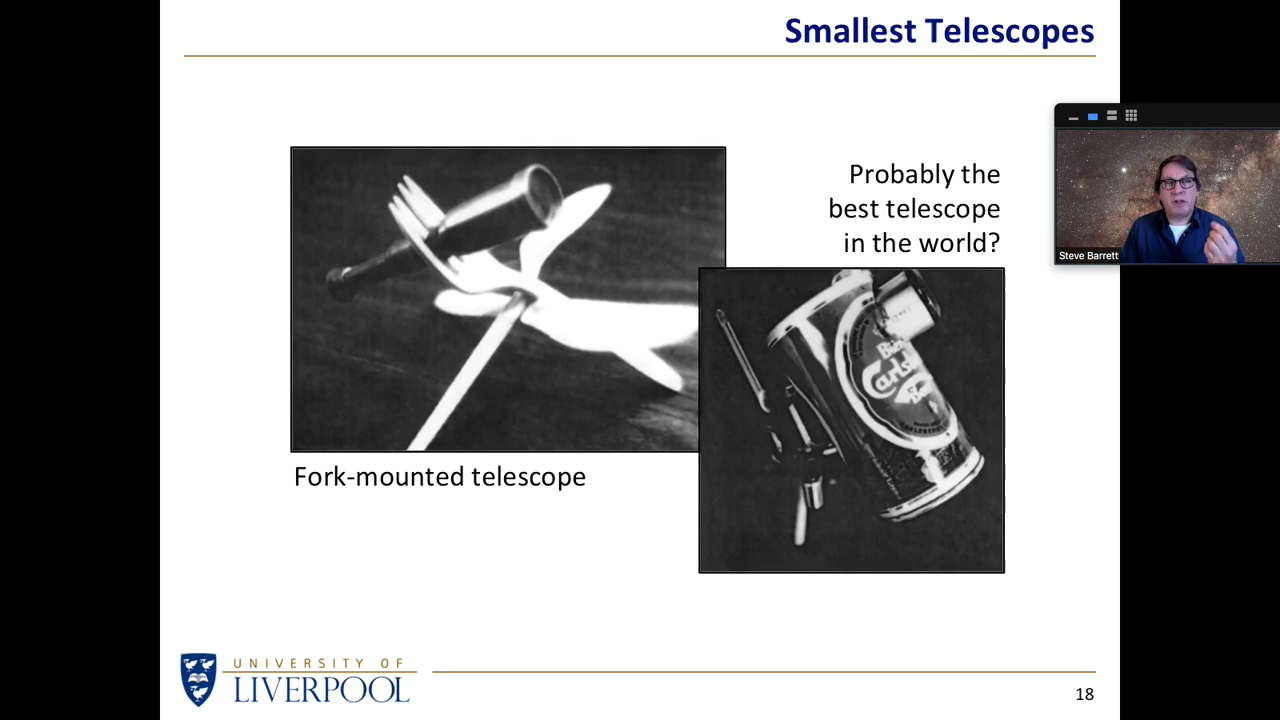 Smallest Telescopes
Probably the
best telescope
in the world?
Steve Barrett
Fork-mounted telescope
UNIVERSITY OF
LIVERPOOL
18